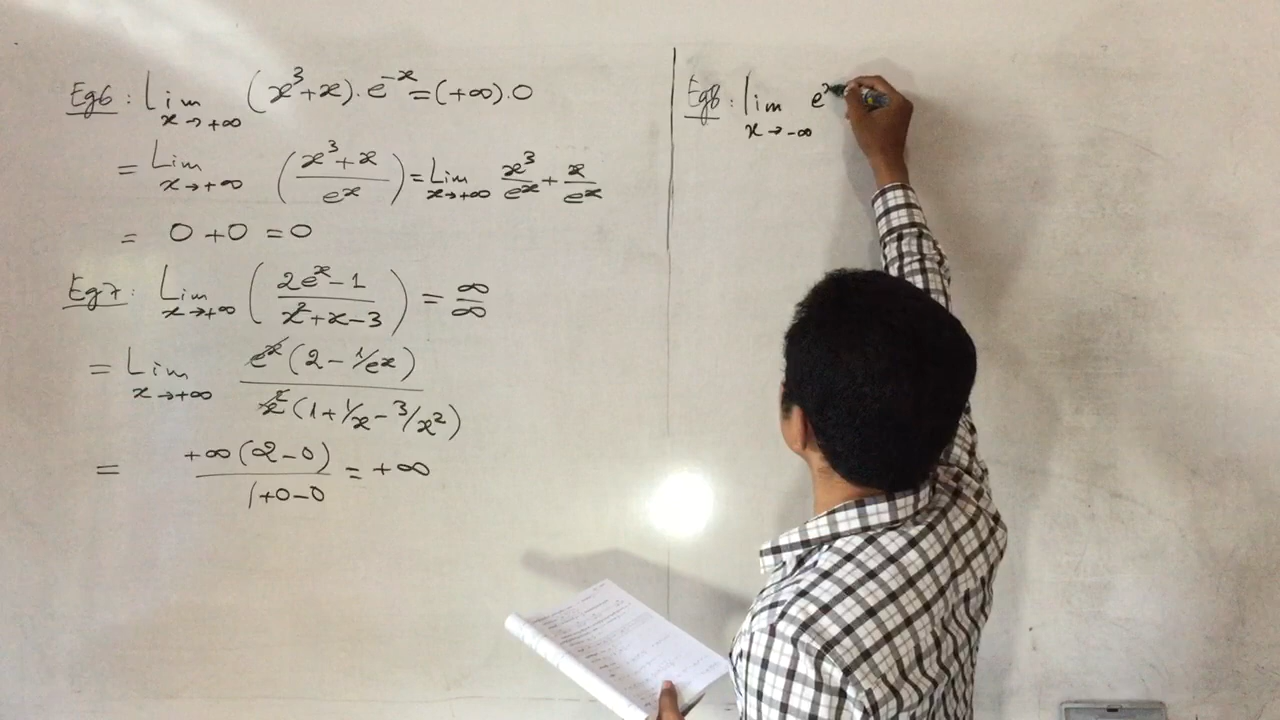 Eg6 : Lim x→+∞ (x³+x).e⁻ˣ=(+∞).0
= Lim x→+∞ (x³+x / eˣ)=Lim x→+∞ x³/eˣ+x/eˣ
= 0+0=0
Eg7 : Lim x→+∞ (2eˣ-1 / x²+x-3) = ∞/∞
= Lim x→+∞ eˣ(2-1/eˣ) / x²(1+1/x-3/x²)
= +∞(2-0) / 1+0-0 = +∞
Eg8 : lim x→-∞ eˣ